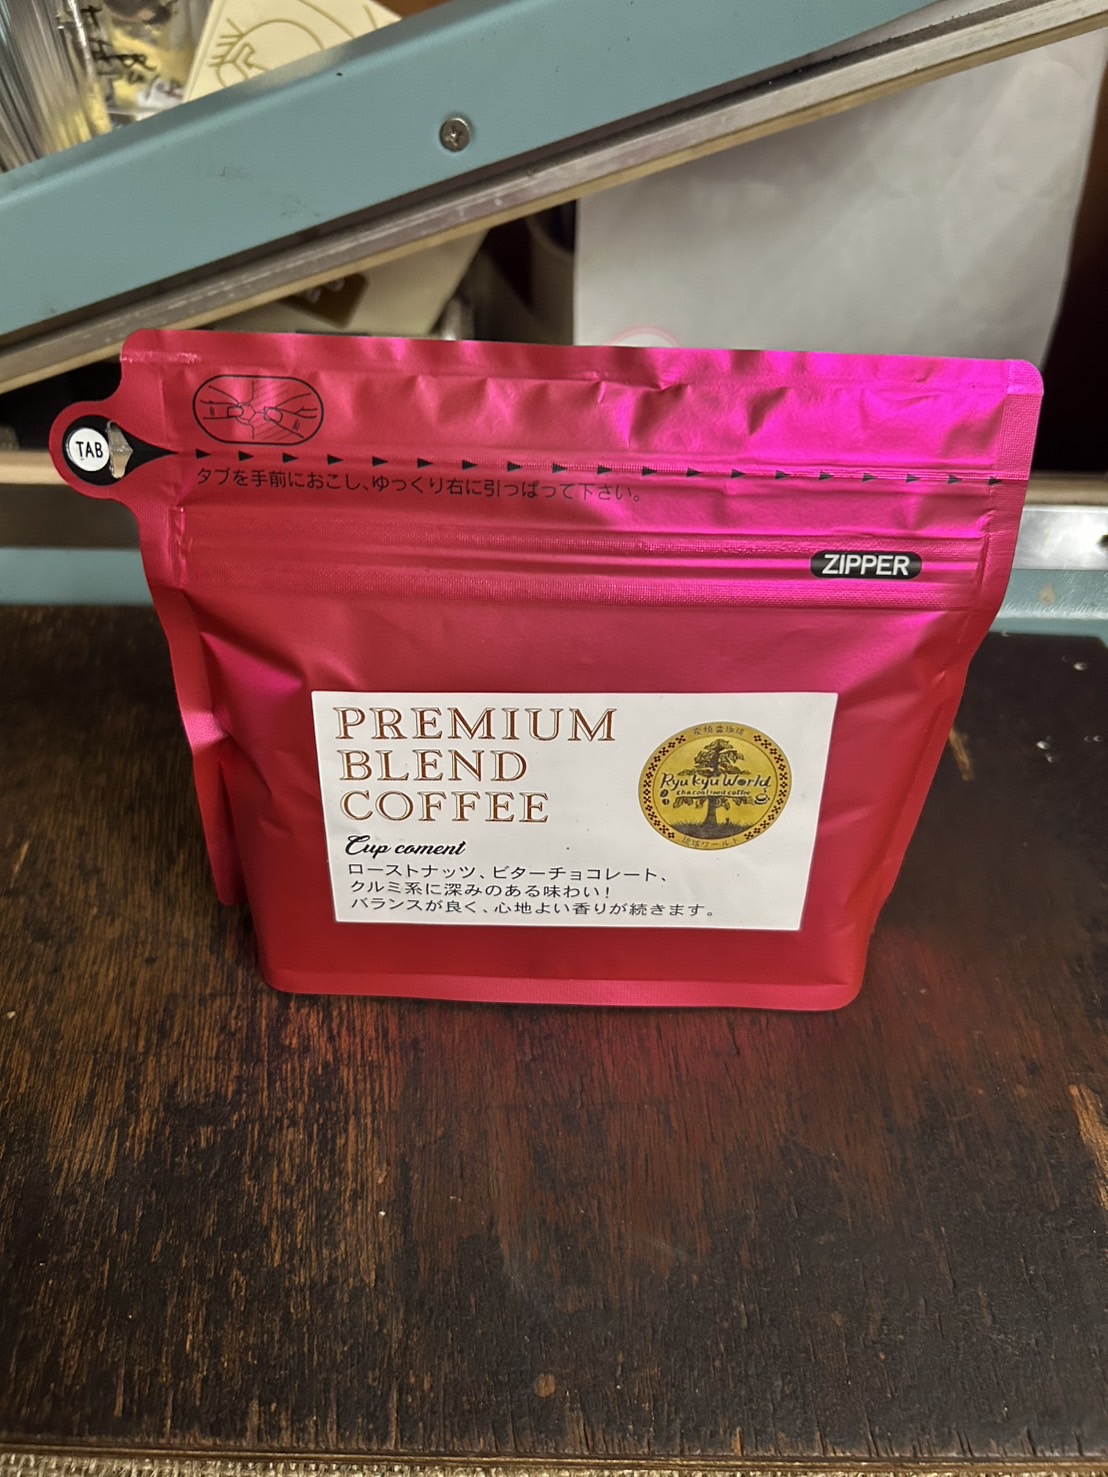 TAB
タブを手前におこし、ゆっくり右に引っぱって下さい。
ZIPPER
PREMIUM
BLEND
COFFEE
Cup coment
ローストナッツ、ビターチョコレート、
クルミ系に深みのある味わい!
バランスが良く、心地よい香りが続きます。
Ryukyu World
琉球ワールド